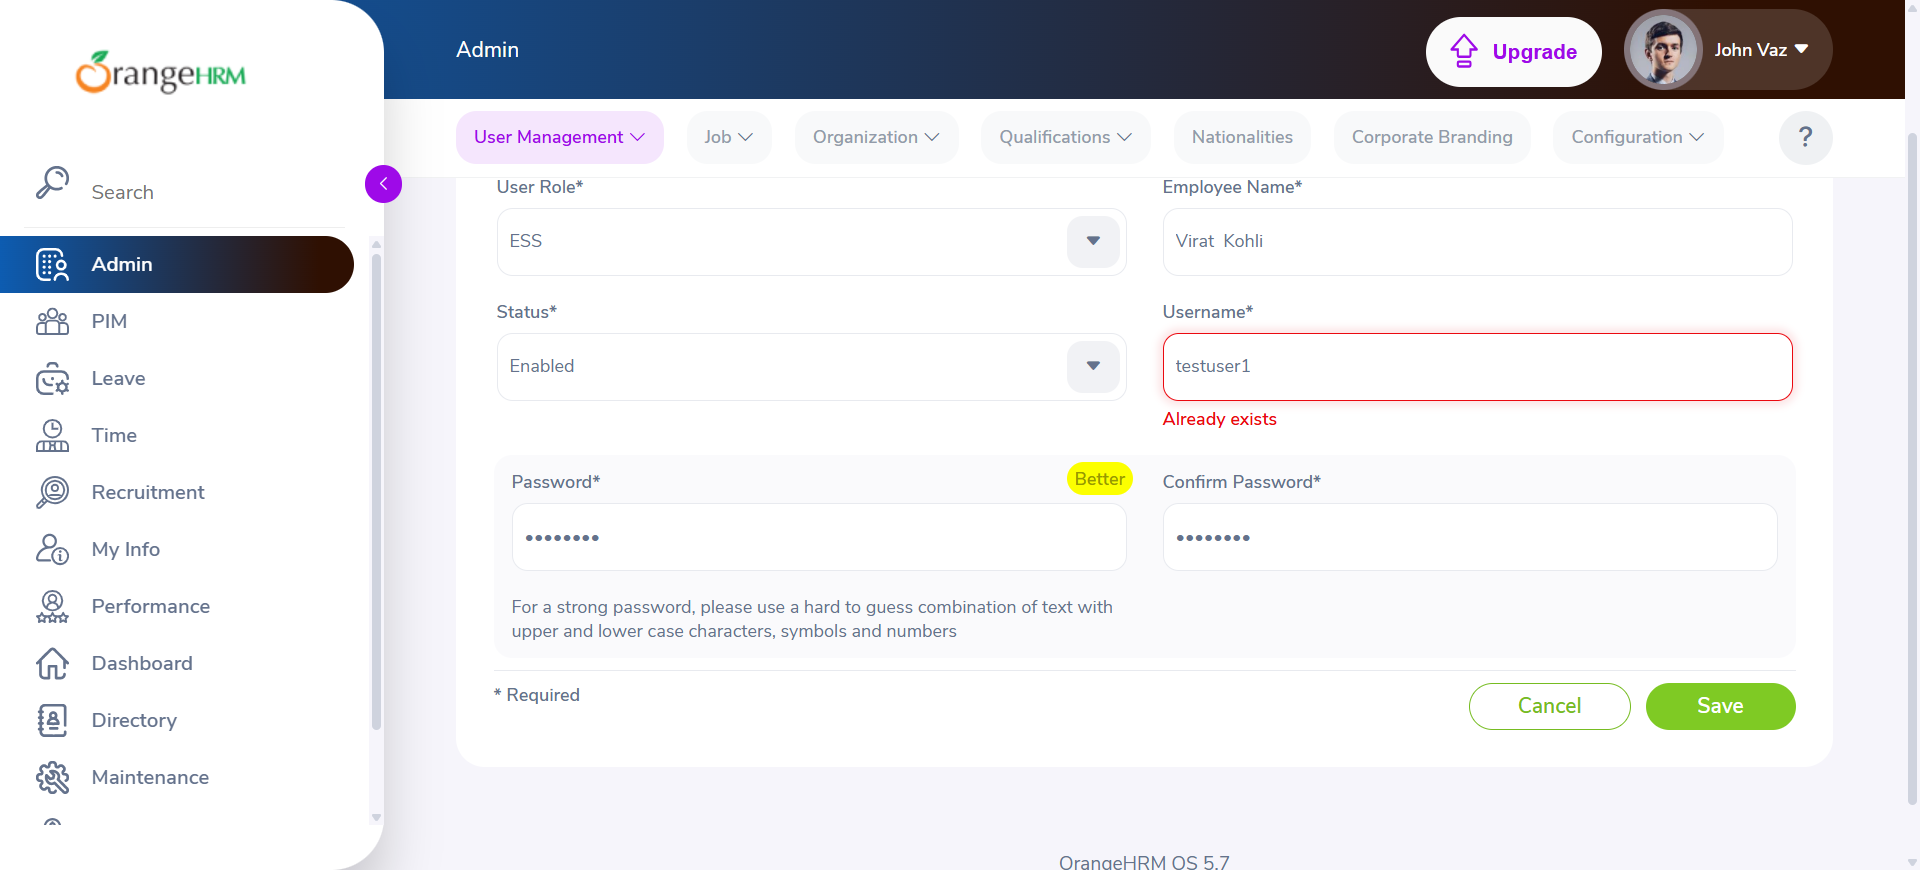 OrangeHRM
Admin
Upgrade
John Vaz
User Management
Job
Organization
Qualifications
Nationalities
Corporate Branding
Configuration
?
Search
Admin
PIM
Leave
Time
Recruitment
My Info
Performance
Dashboard
Directory
Maintenance
User Role*
Employee Name*
ESS
Virat  Kohli
Status*
Username*
Enabled
testuser1
Already exists
Password*
Better
Confirm Password*
For a strong password, please use a hard to guess combination of text with
upper and lower case characters, symbols and numbers
* Required
Cancel
Save
OrangeHRM OS 5.7